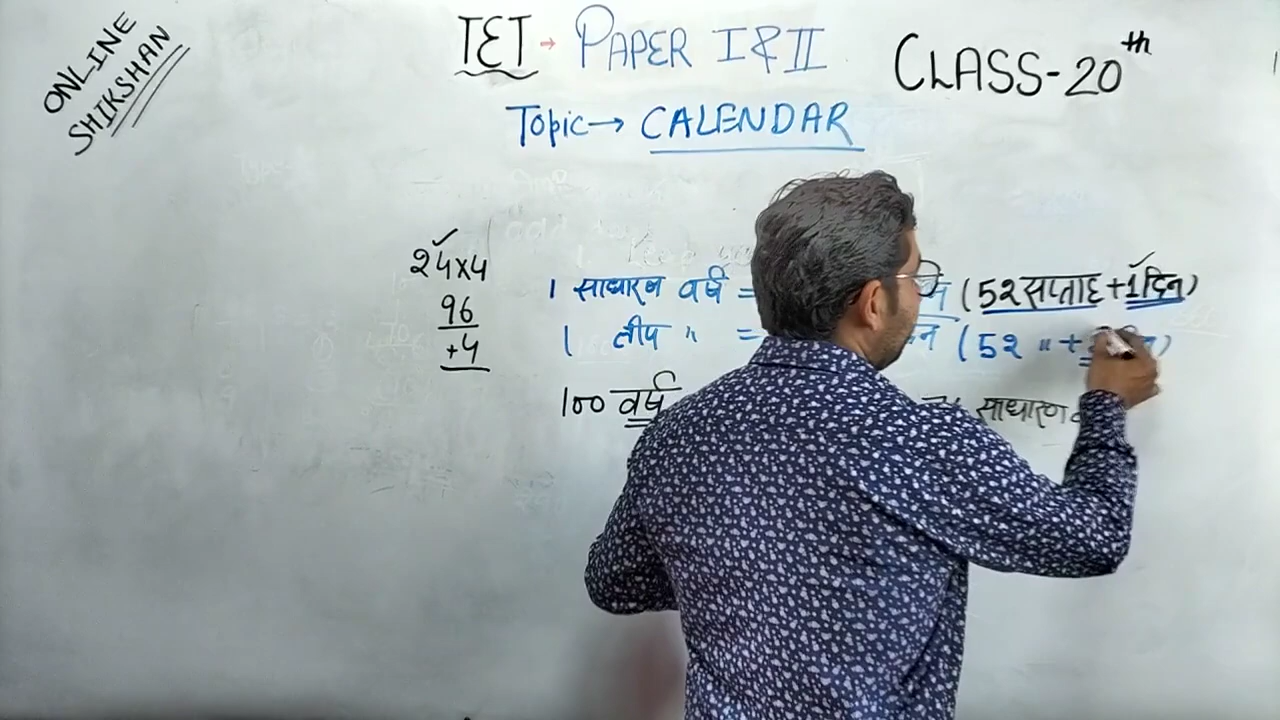 ONLINE
SHIKSHAN
TET → PAPER I & II
CLASS-20th
Topic → CALENDAR
24x4
96
+4
1 साधारण वर्ष = (52 सप्ताह + 1 दिन)
1 लीप " = (52 " +
100 वर्ष साधारण